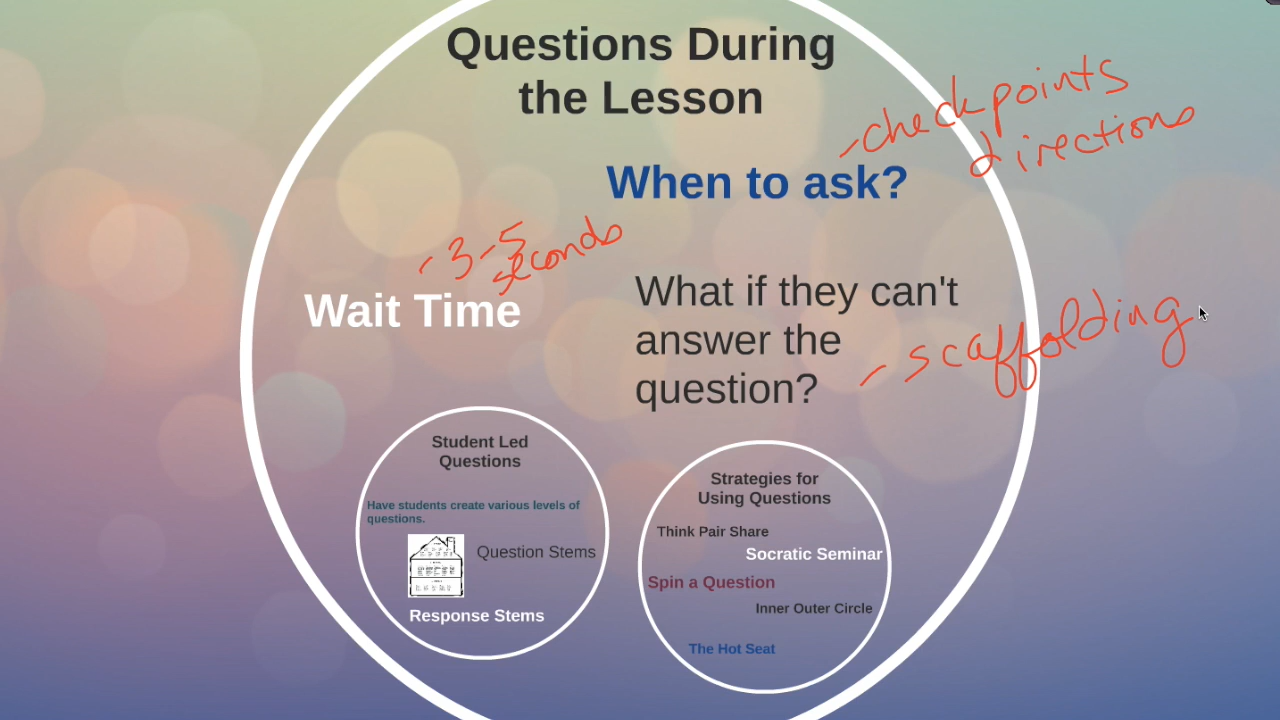 Questions During
the Lesson
-checkpoints
directions
When to ask?
-3-5
seconds
Wait Time
What if they can't
answer the
question?
-scaffolding
Student Led
Questions
Have students create various levels of
questions.
Question Stems
Response Stems
Strategies for
Using Questions
Think Pair Share
Socratic Seminar
Spin a Question
Inner Outer Circle
The Hot Seat